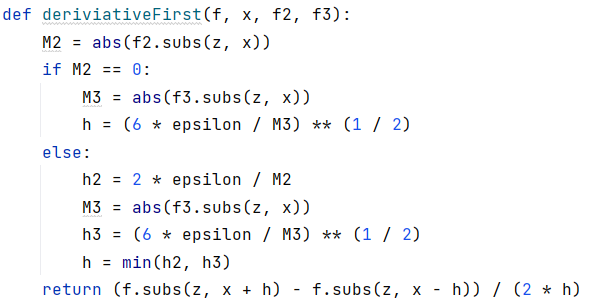 def deriviativeFirst(f, x, f2, f3):
    M2 = abs(f2.subs(z, x))
    if M2 == 0:
        M3 = abs(f3.subs(z, x))
        h = (6 * epsilon / M3) ** (1 / 2)
    else:
        h2 = 2 * epsilon / M2
        M3 = abs(f3.subs(z, x))
        h3 = (6 * epsilon / M3) ** (1 / 2)
        h = min(h2, h3)
    return (f.subs(z, x + h) - f.subs(z, x - h)) / (2 * h)